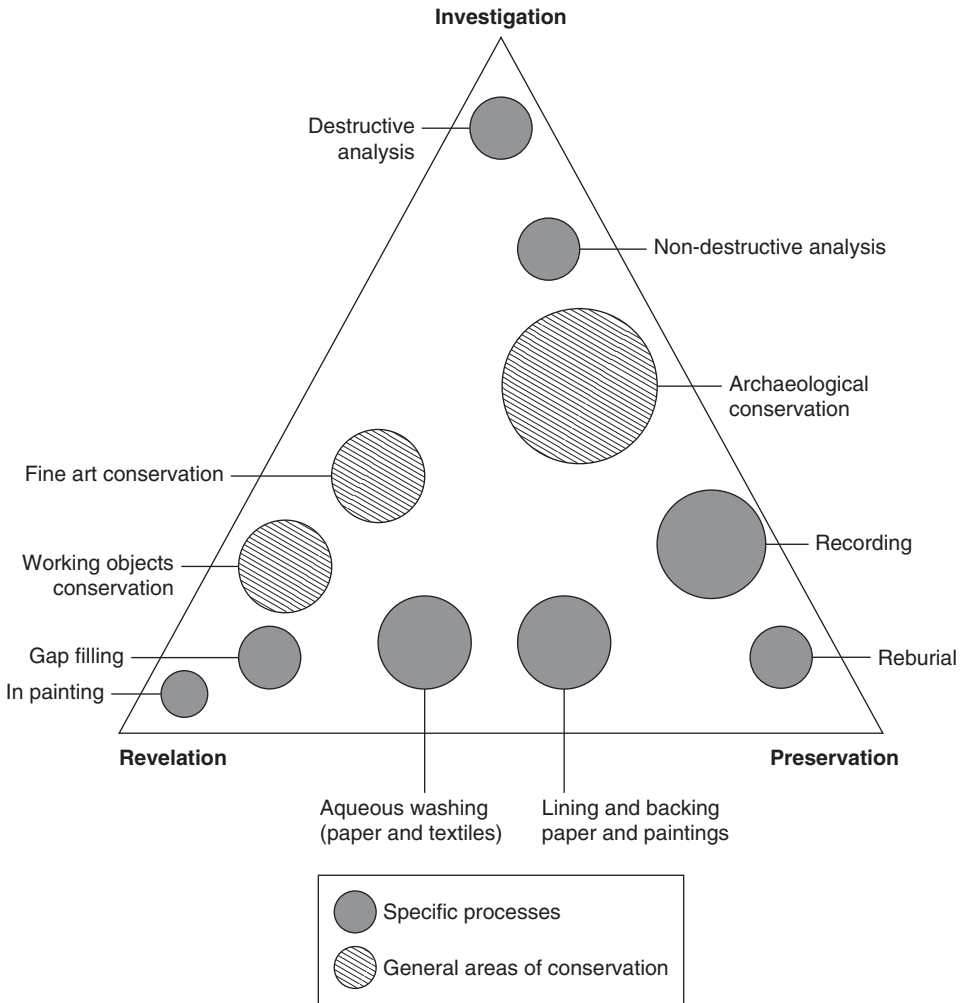 Investigation
Destructive
analysis
Non-destructive analysis
Archaeological
conservation
Fine art conservation
Recording
Working objects
conservation
Gap filling
Reburial
In painting
Revelation
Preservation
Aqueous washing
(paper and textiles)
Lining and backing
paper and paintings
Specific processes
General areas of conservation